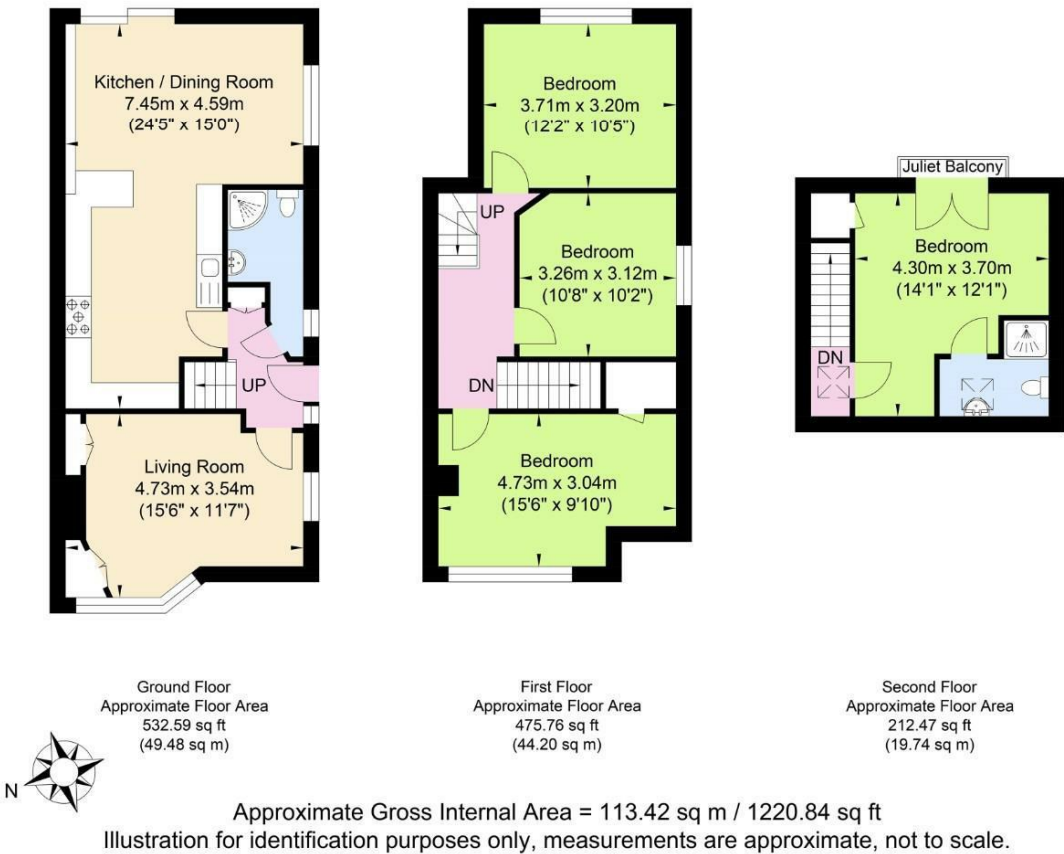 Kitchen / Dining Room
7.45m x 4.59m
(24'5" x 15'0")
UP
Living Room
4.73m x 3.54m
(15'6" x 11'7")
Bedroom
3.71m x 3.20m
(12'2" x 10'5")
UP
Bedroom
3.26m x 3.12m
(10'8" x 10'2")
DN
Bedroom
4.73m x 3.04m
(15'6" x 9'10")
Juliet Balcony
Bedroom
4.30m x 3.70m
(14'1" x 12'1")
DN
Ground Floor
Approximate Floor Area
532.59 sq ft
(49.48 sq m)
First Floor
Approximate Floor Area
475.76 sq ft
(44.20 sq m)
Second Floor
Approximate Floor Area
212.47 sq ft
(19.74 sq m)
N
Approximate Gross Internal Area = 113.42 sq m / 1220.84 sq ft
Illustration for identification purposes only, measurements are approximate, not to scale.